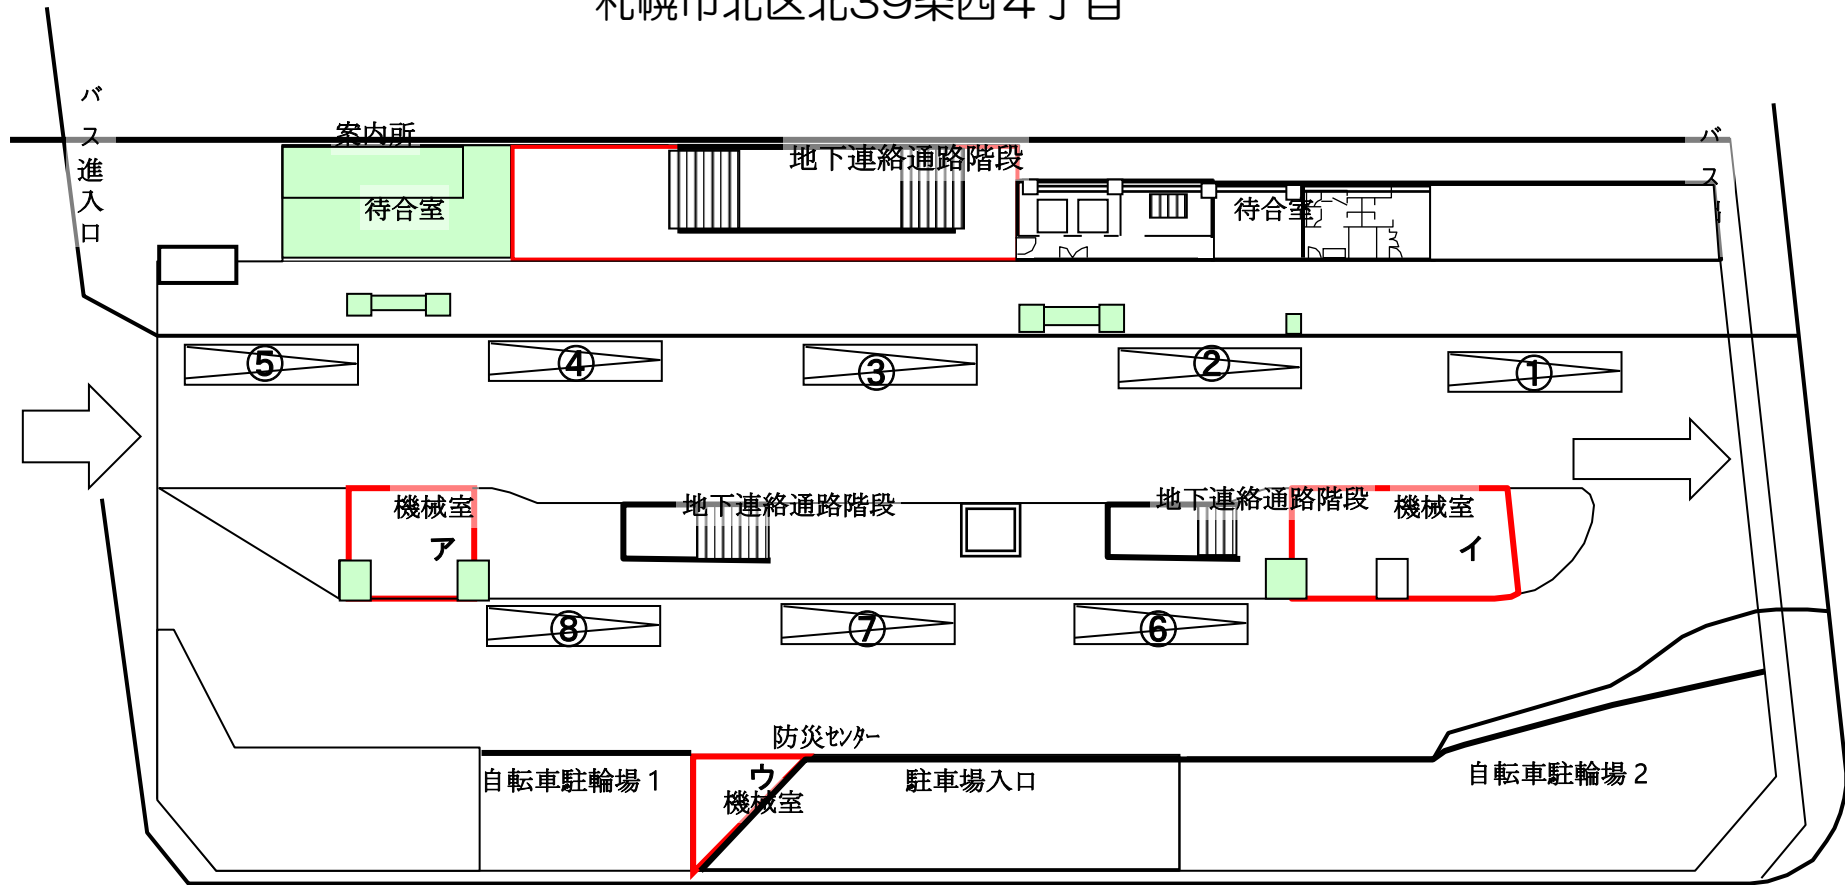 札幌市北区北39条西4丁目
バス進入口
案内所
地下連絡通路階段
バス
待合室
待合室
⑤
④
③
②
①
機械室
ア
地下連絡通路階段
地下連絡通路階段
機械室
イ
⑧
⑦
⑥
防災ｾﾝﾀｰ
自転車駐輪場1
ウ
機械室
駐車場入口
自転車駐輪場2